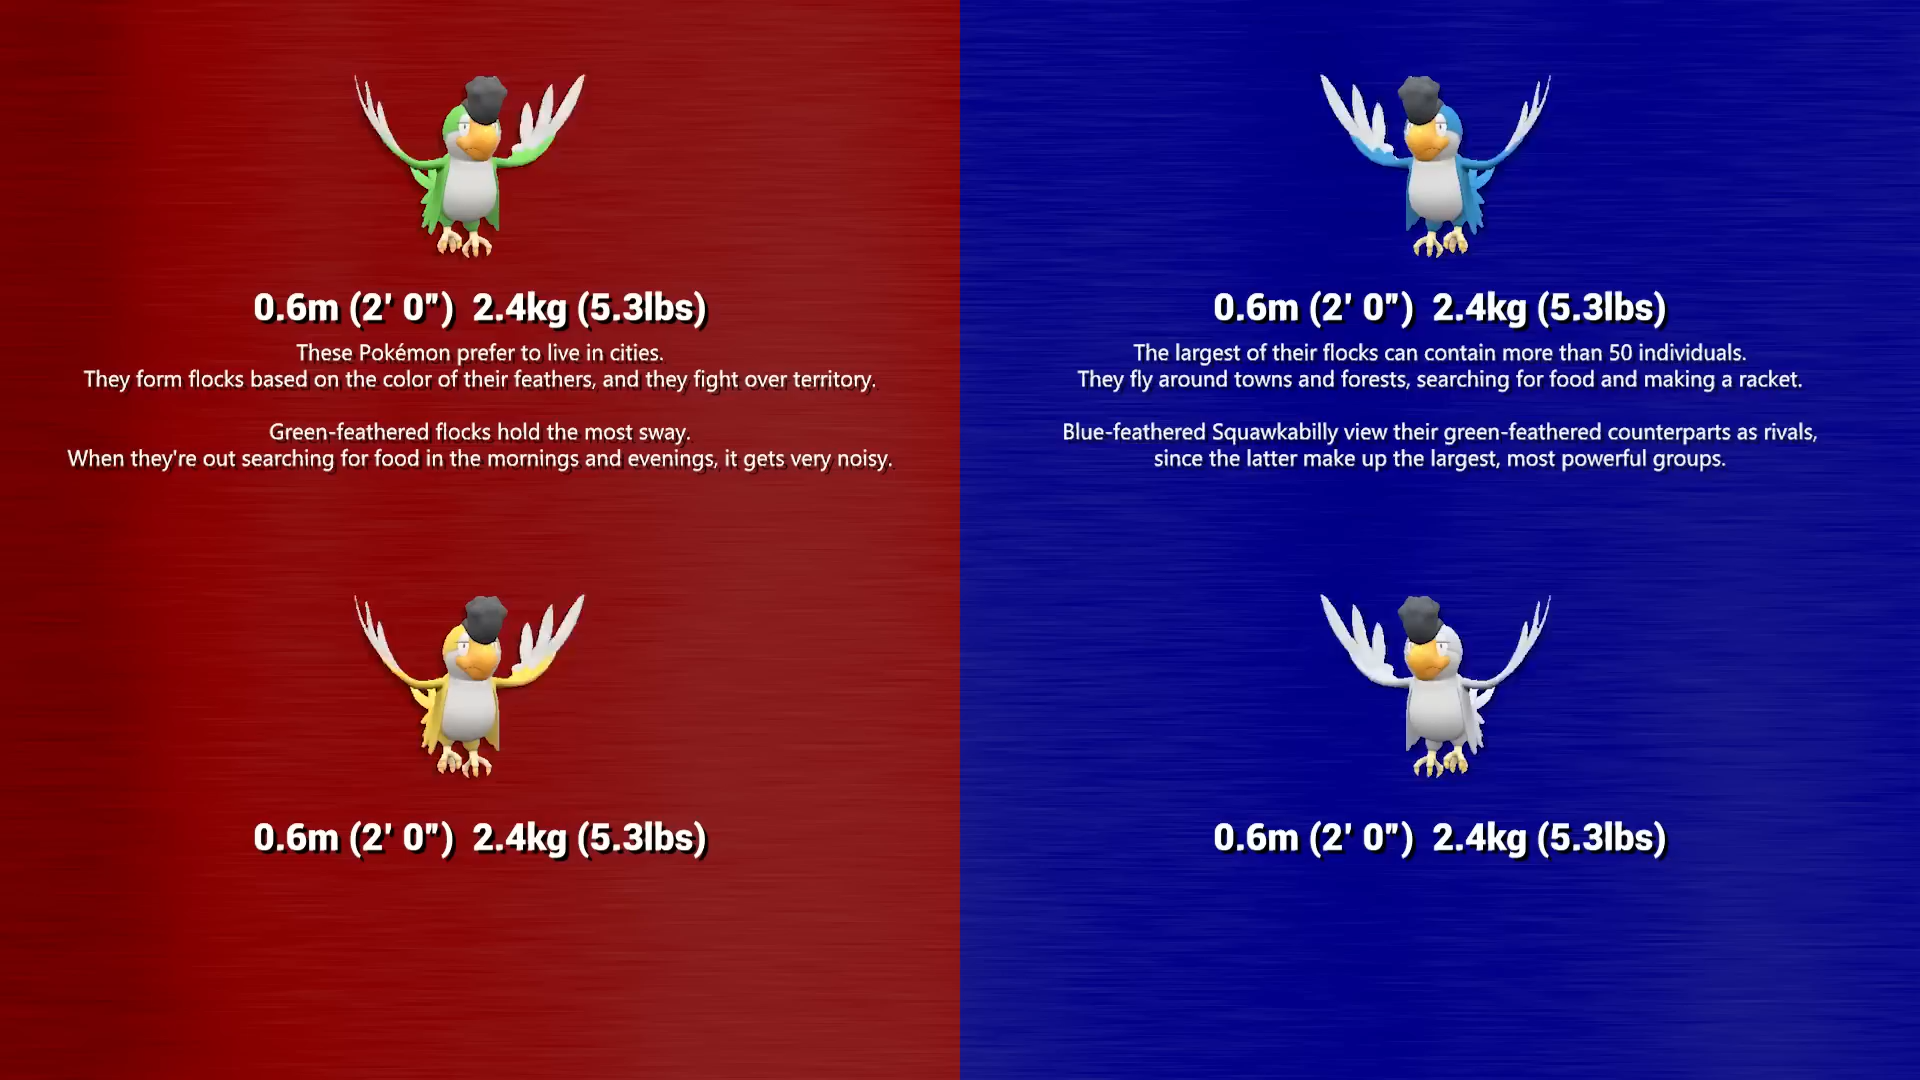 0.6m (2' 0") 2.4kg (5.3lbs)
These Pokémon prefer to live in cities.
They form flocks based on the color of their feathers, and they fight over territory.
Green-feathered flocks hold the most sway.
When they're out searching for food in the mornings and evenings, it gets very noisy.
0.6m (2' 0") 2.4kg (5.3lbs)
The largest of their flocks can contain more than 50 individuals.
They fly around towns and forests, searching for food and making a racket.
Blue-feathered Squawkabilly view their green-feathered counterparts as rivals,
since the latter make up the largest, most powerful groups.
0.6m (2' 0") 2.4kg (5.3lbs)
0.6m (2' 0") 2.4kg (5.3lbs)